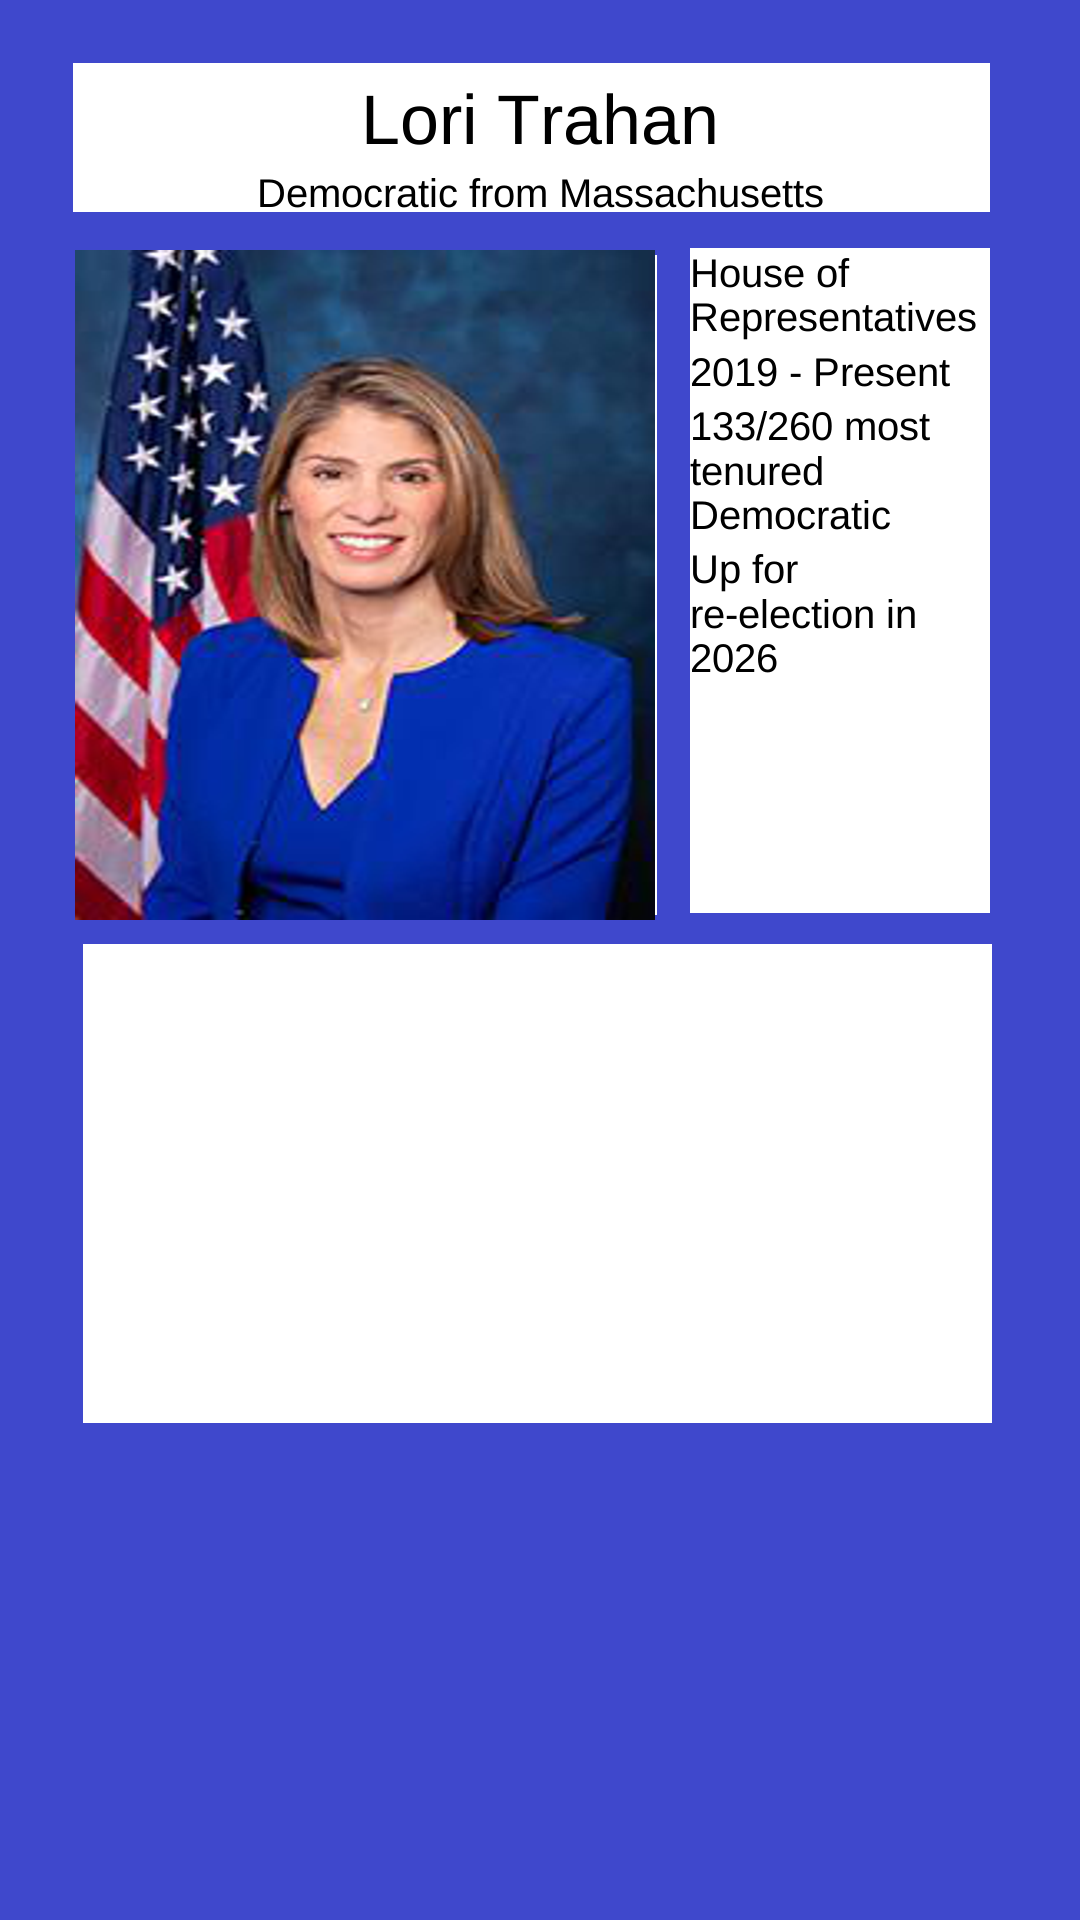 Lori Trahan
Democratic from Massachusetts
House of
Representatives
2019 - Present
133/260 most
tenured
Democratic
Up for
re-election in
2026